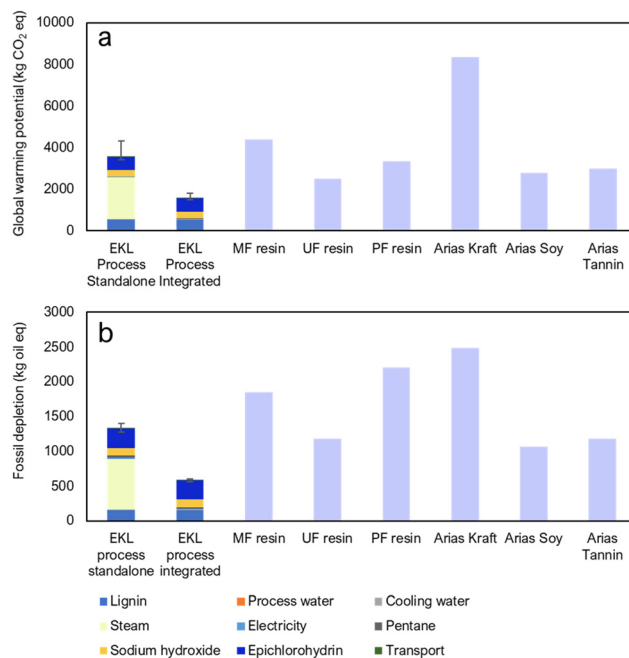 a
Global warming potential (kg CO2 eq)
10000
8000
6000
4000
2000
0
EKL Process Standalone
EKL Process Integrated
MF resin
UF resin
PF resin
Arias Kraft
Arias Soy
Arias Tannin
b
Fossil depletion (kg oil eq)
3000
2500
2000
1500
1000
500
0
EKL process standalone
EKL process integrated
MF resin
UF resin
PF resin
Arias Kraft
Arias Soy
Arias Tannin
Lignin
Process water
Cooling water
Steam
Electricity
Pentane
Sodium hydroxide
Epichlorohydrin
Transport